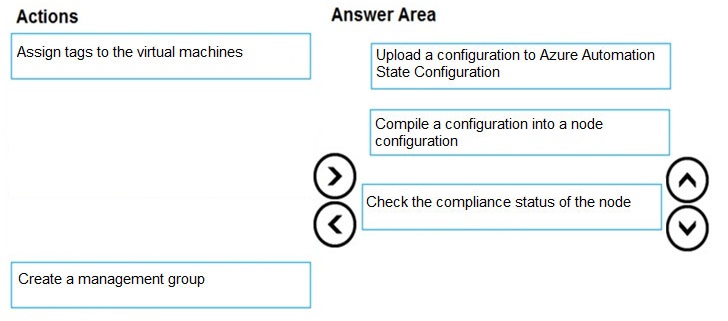 Actions
Assign tags to the virtual machines
Create a management group
Answer Area
Upload a configuration to Azure Automation
State Configuration
Compile a configuration into a node
configuration
Check the compliance status of the node